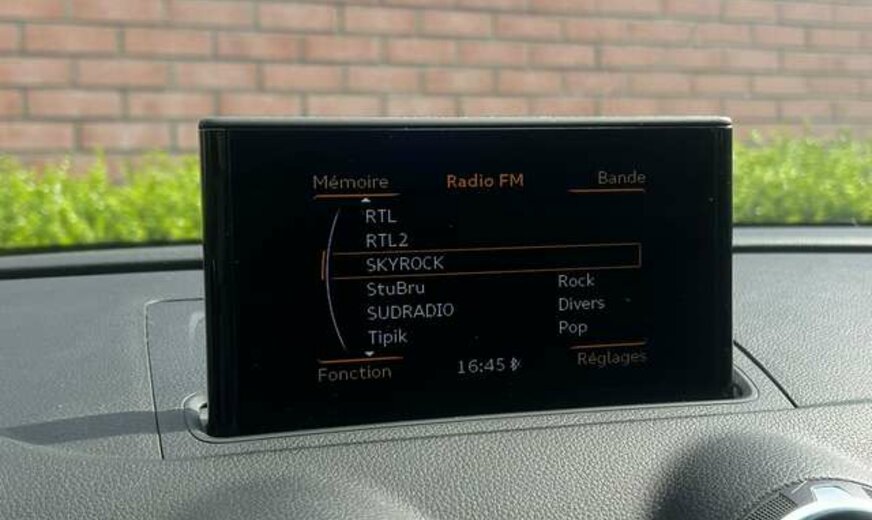 Mémoire Radio FM Bande
RTL
RTL2
SKYROCK
StuBru Rock
SUDRADIO Divers
Tipik Pop
Fonction 16:45 Réglages